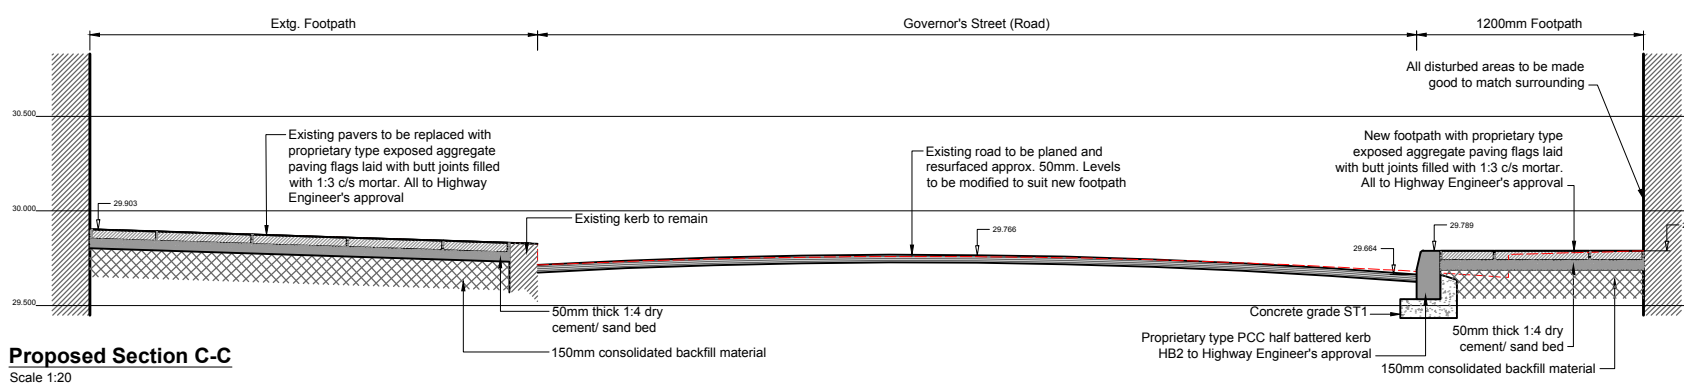 Extg. Footpath
Governor's Street (Road)
1200mm Footpath
All disturbed areas to be made
good to match surrounding
30.500
Existing pavers to be replaced with
proprietary type exposed aggregate
paving flags laid with butt joints filled
with 1:3 c/s mortar. All to Highway
Engineer's approval
Existing road to be planed and
resurfaced approx. 50mm. Levels
to be modified to suit new footpath
New footpath with proprietary type
exposed aggregate paving flags laid
with butt joints filled with 1:3 c/s mortar.
All to Highway Engineer's approval
30.000
29.903
Existing kerb to remain
29.766
29.664
29.789
29.500
50mm thick 1:4 dry
cement/ sand bed
150mm consolidated backfill material
Concrete grade ST1
Proprietary type PCC half battered kerb
HB2 to Highway Engineer's approval
50mm thick 1:4 dry
cement/ sand bed
150mm consolidated backfill material
Proposed Section C-C
Scale 1:20